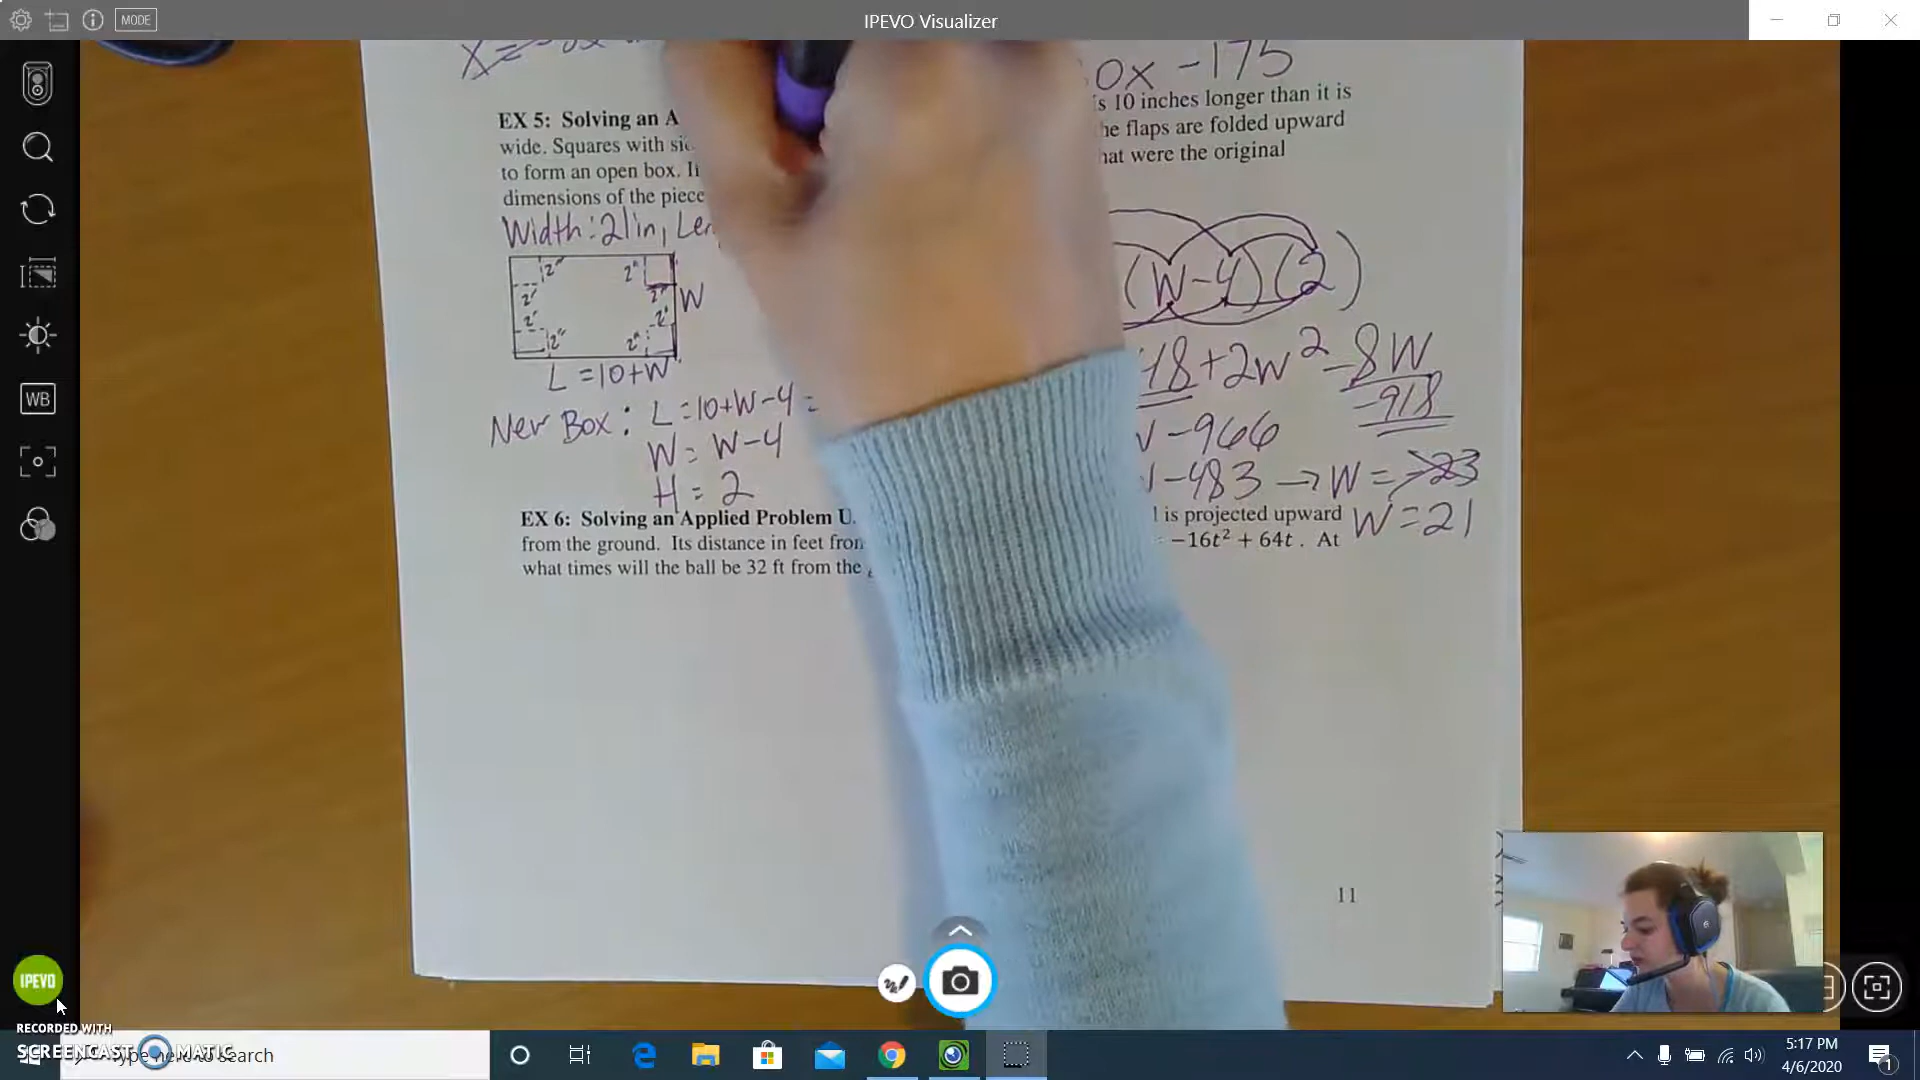 MODE
IPEVO Visualizer
0x -175
EX 5: Solving an A
s 10 inches longer than it is
wide. Squares with
he flaps are folded upward
to form an open box.
hat were the original
dimensions of the piece
Width: 21in, Len
2" 2"
2" 2" W
2" 2"
2" 2"
L = 10+W
(W-4)(2)
+2W² -8W
-918
New Box: L = 10+W-4 =
W = W-4
H = 2
-966
-483 → W = -23
W = 21
EX 6: Solving an Applied Problem U
is projected upward
from the ground. Its distance in feet from
−16t² + 64t . At
what times will the ball be 32 ft from the
11
WB
IPEVO
RECORDED WITH
SCREENCAST MATIC
Type here to search
5:17 PM
4/6/2020
1